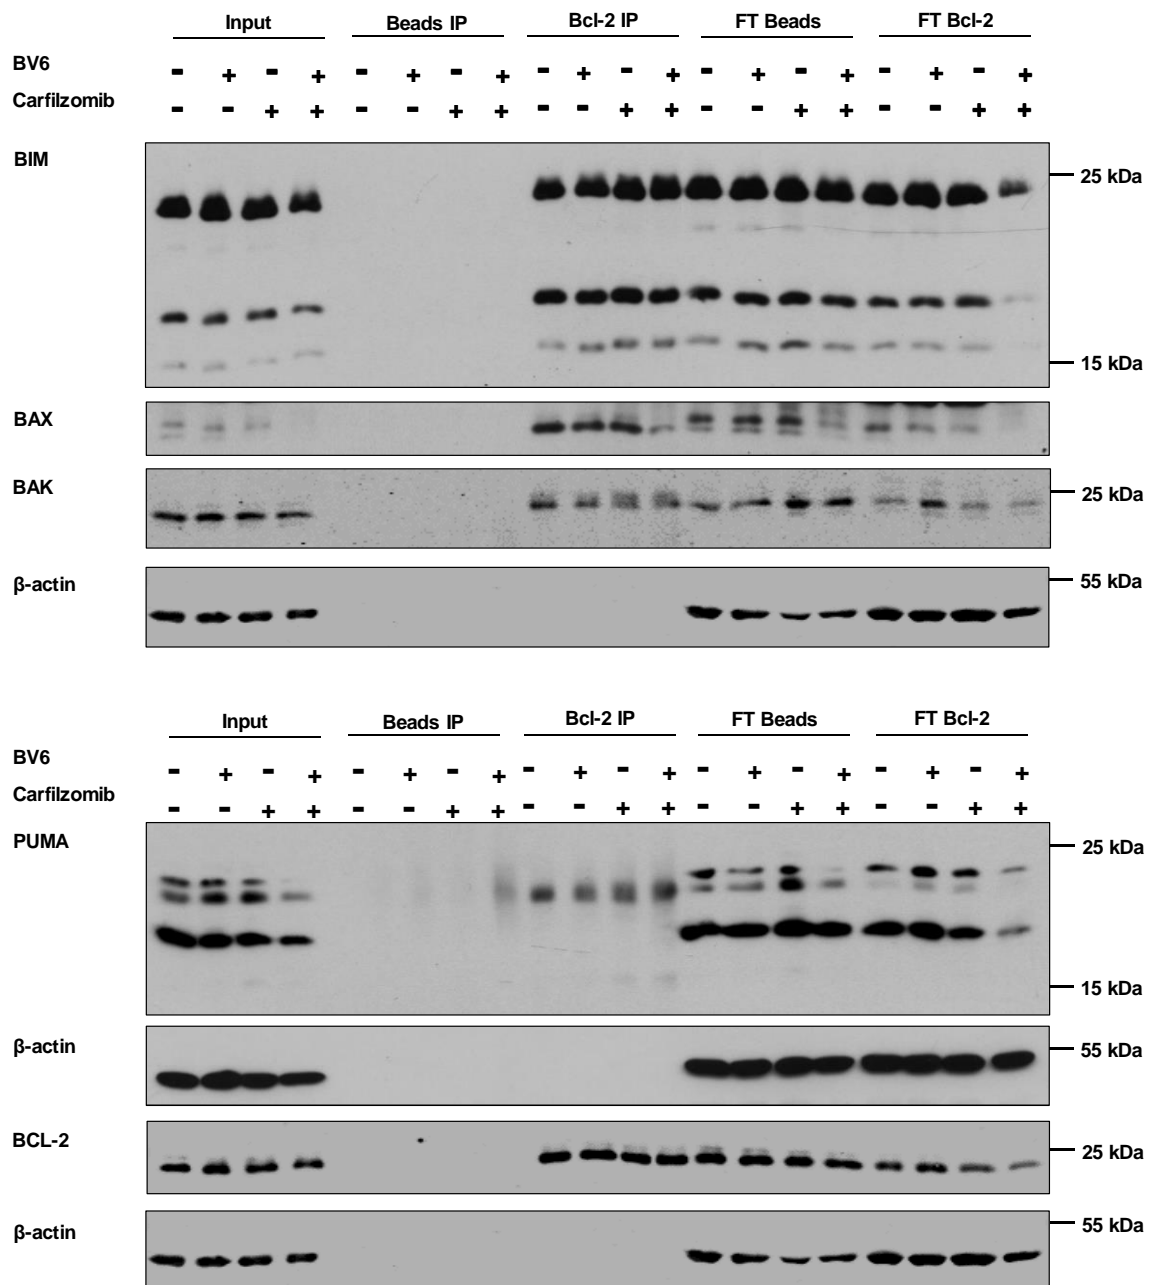 Input Beads IP Bcl-2 IP FT Beads FT Bcl-2
BV6 - + - + - + - + - + - + - + - + - + - +
Carfilzomib - - + + - - + + - - + + - - + + - - + +
BIM
25 kDa
15 kDa
BAX
BAK
25 kDa
β-actin
55 kDa
Input Beads IP Bcl-2 IP FT Beads FT Bcl-2
BV6 - + - + - + - + - + - + - + - + - + - +
Carfilzomib - - + + - - + + - - + + - - + + - - + +
PUMA
25 kDa
15 kDa
β-actin
55 kDa
BCL-2
25 kDa
β-actin
55 kDa